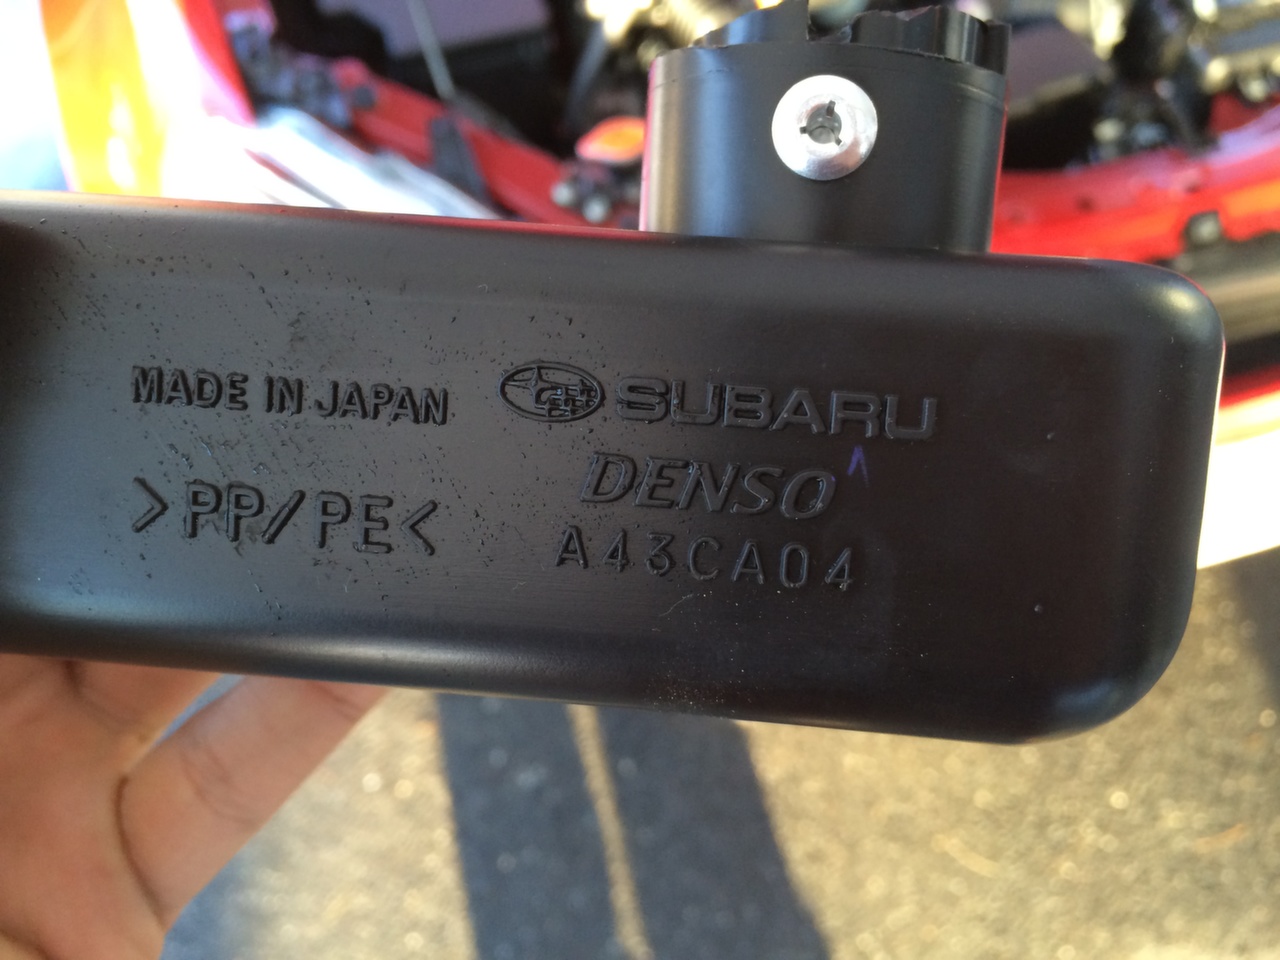 MADE IN JAPAN
SUBARU
DENSO
>PP/PE<
A43CA04